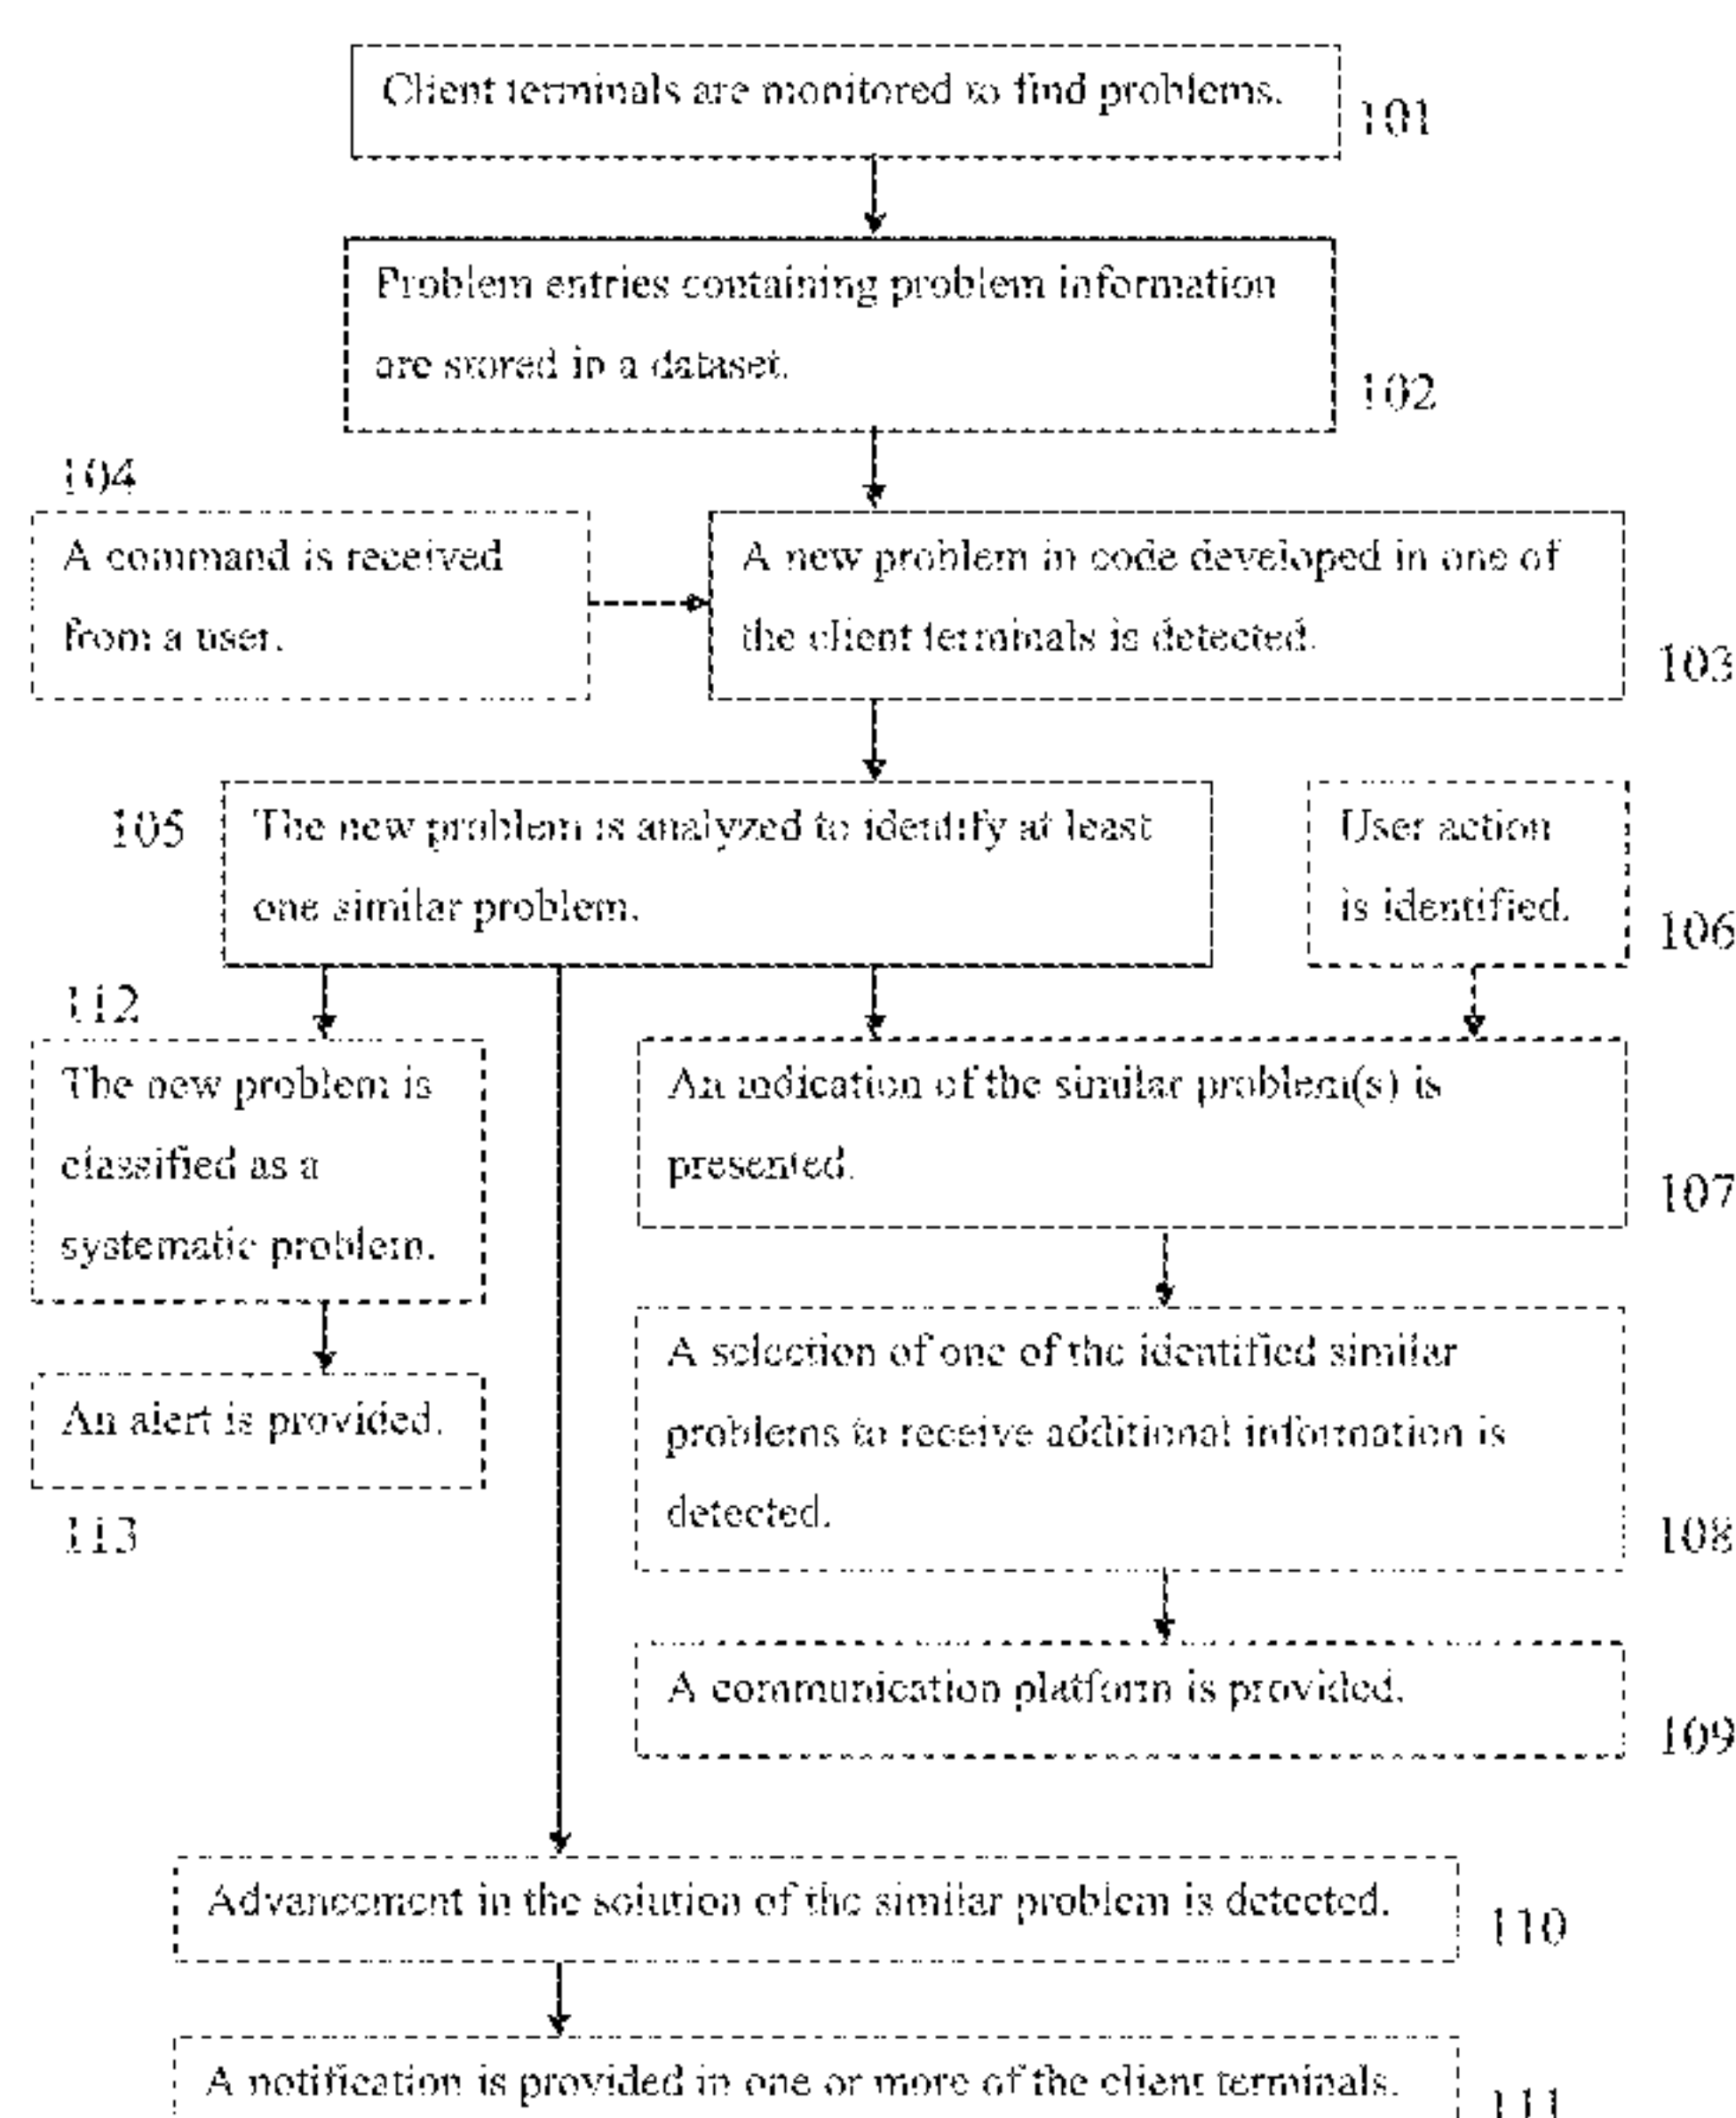 Client terminals are monitored to find problems.
101
Problem entries containing problem information
are stored in a dataset.
102
104
A command is received
from a user.
A new problem in code developed in one of
the client terminals is detected.
103
105
The new problem is analyzed to identify at least
one similar problem.
User action
is identified.
106
112
The new problem is
classified as a
systematic problem.
An indication of the similar problem(s) is
presented.
107
An alert is provided.
113
A selection of one of the identified similar
problems to receive additional information is
detected.
108
A communication platform is provided.
109
Advancement in the solution of the similar problem is detected.
110
A notification is provided in one or more of the client terminals.
111